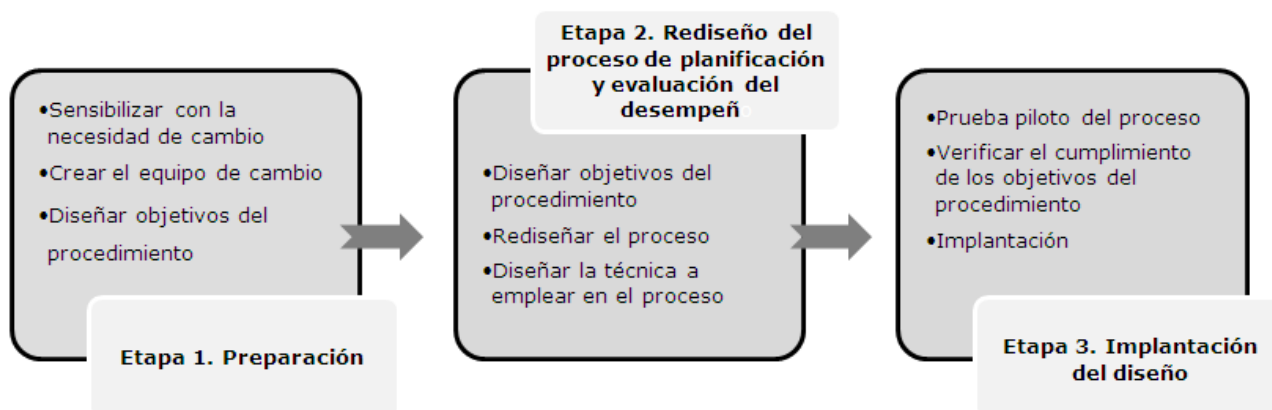 •Sensibilizar con la
necesidad de cambio
•Crear el equipo de cambio
•Diseñar objetivos del
procedimiento
Etapa 1. Preparación
Etapa 2. Rediseño del
proceso de planificación
y evaluación del
desempeño
•Diseñar objetivos del
procedimiento
•Rediseñar el proceso
•Diseñar la técnica a
emplear en el proceso
•Prueba piloto del proceso
•Verificar el cumplimiento
de los objetivos del
procedimiento
•Implantación
Etapa 3. Implantación
del diseño